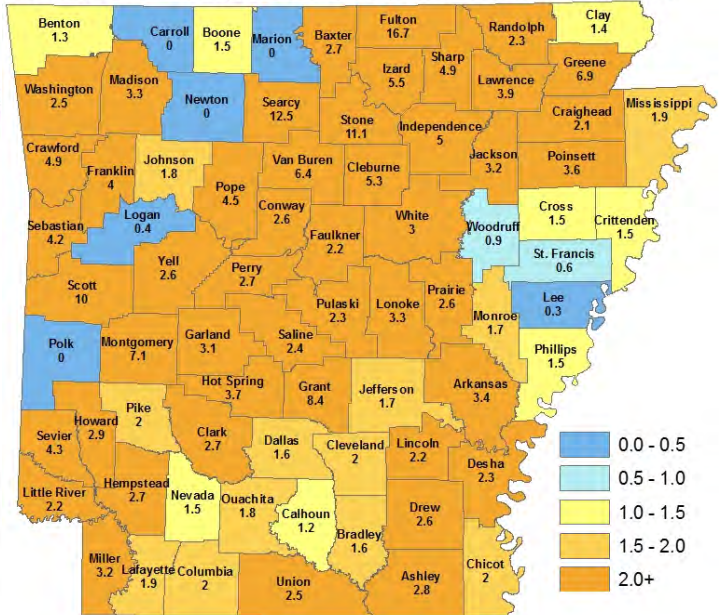 Benton
1.3
Carroll
0
Boone
1.5
Marion
0
Baxter
2.7
Fulton
16.7
Randolph
2.3
Clay
1.4
Washington
2.5
Madison
3.3
Newton
0
Searcy
12.5
Stone
11.1
Izard
5.5
Sharp
4.9
Lawrence
3.9
Greene
6.9
Independence
5
Craighead
2.1
Mississippi
1.9
Crawford
4.9
Franklin
4
Johnson
1.8
Pope
4.5
Van Buren
6.4
Cleburne
5.3
Jackson
3.2
Poinsett
3.6
Sebastian
4.2
Logan
0.4
Conway
2.6
Faulkner
2.2
White
3
Woodruff
0.9
Cross
1.5
Crittenden
1.5
St. Francis
0.6
Scott
10
Yell
2.6
Perry
2.7
Pulaski
2.3
Lonoke
3.3
Prairie
2.6
Monroe
1.7
Lee
0.3
Phillips
1.5
Polk
0
Montgomery
7.1
Garland
3.1
Saline
2.4
Hot Spring
3.7
Grant
8.4
Jefferson
1.7
Arkansas
3.4
Sevier
4.3
Howard
2.9
Pike
2
Clark
2.7
Dallas
1.6
Cleveland
2
Lincoln
2.2
Desha
2.3
Little River
2.2
Hempstead
2.7
Nevada
1.5
Ouachita
1.8
Calhoun
1.2
Bradley
1.6
Drew
2.6
Miller
3.2
Lafayette
1.9
Columbia
2
Union
2.5
Ashley
2.8
Chicot
2
0.0 - 0.5
0.5 - 1.0
1.0 - 1.5
1.5 - 2.0
2.0+